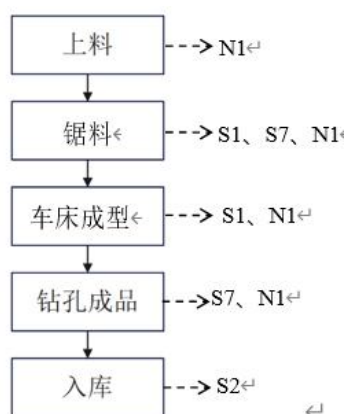 上料 N1↵
锯料↵ S1、S7、N1↵
车床成型↵ S1、N1↵
钻孔成品 S7、N1↵
入库 S2↵
↵